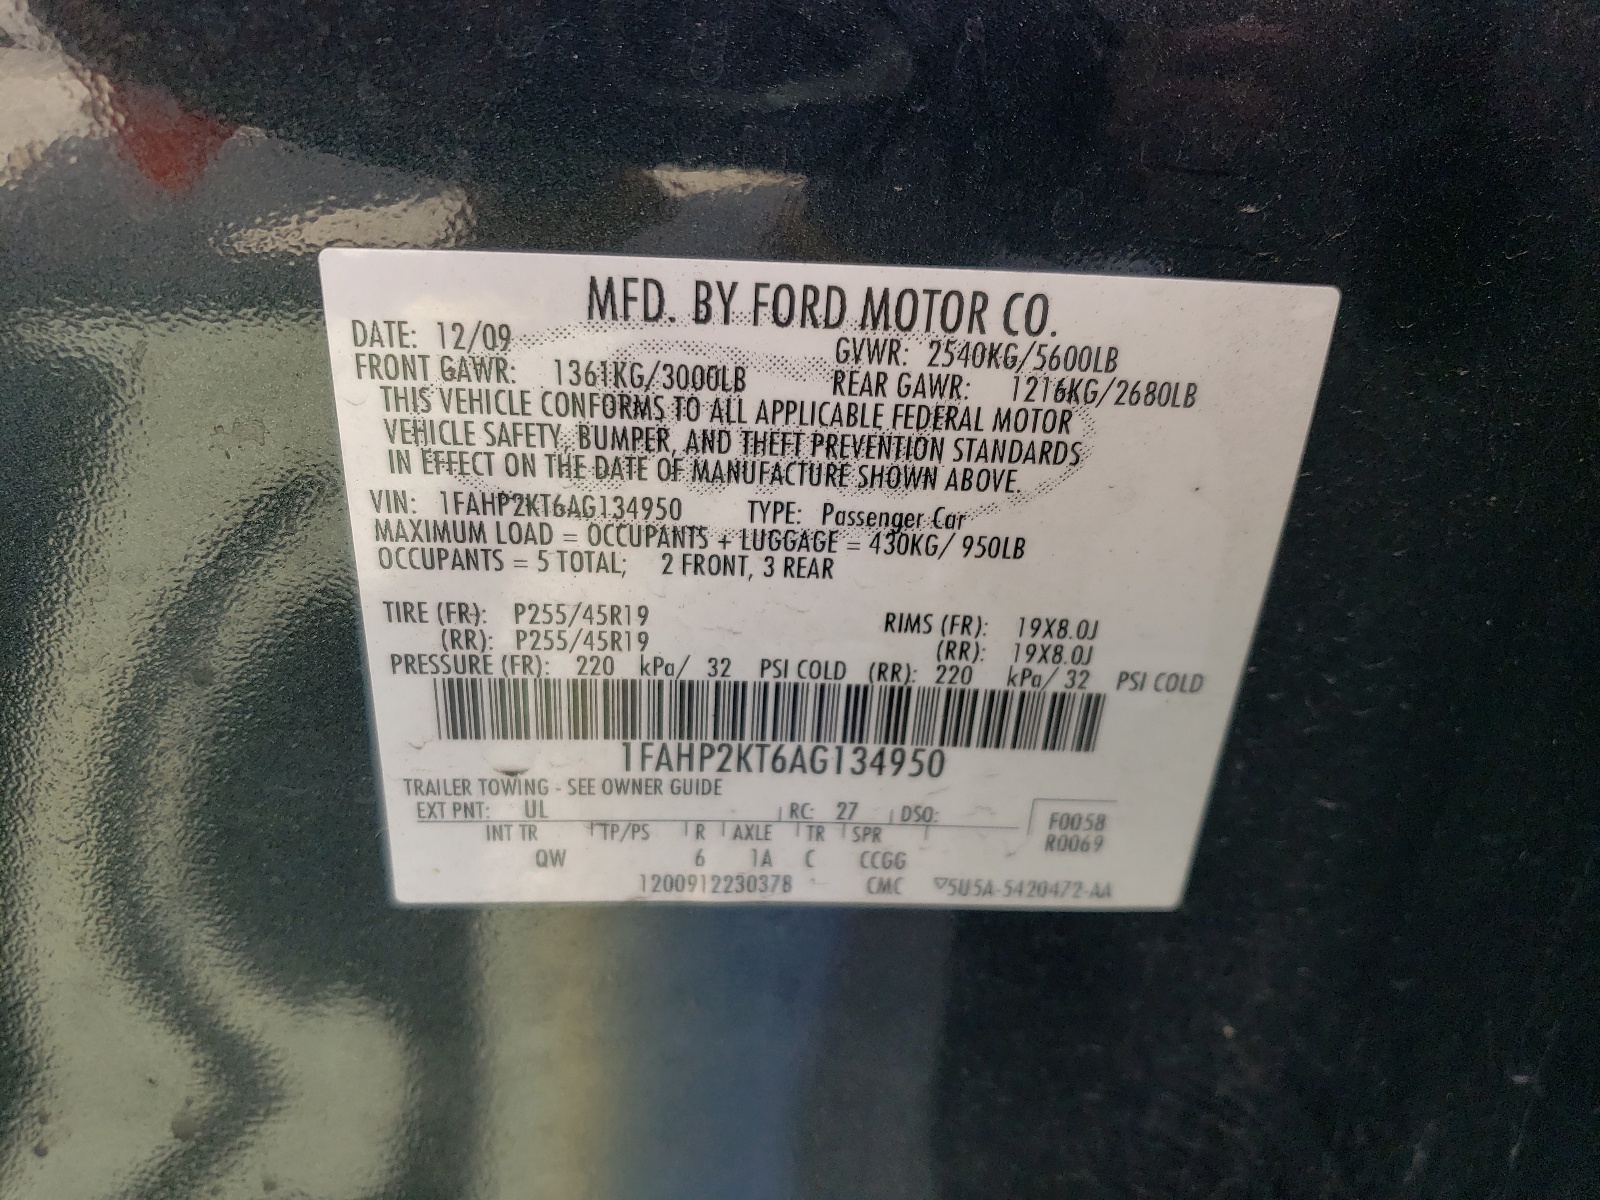 MFD. BY FORD MOTOR CO.
DATE: 12/09 GVWR: 2540KG/5600LB
FRONT GAWR: 1361KG/3000LB REAR GAWR: 1216KG/2680LB
THIS VEHICLE CONFORMS TO ALL APPLICABLE FEDERAL MOTOR
VEHICLE SAFETY, BUMPER, AND THEFT PREVENTION STANDARDS
IN EFFECT ON THE DATE OF MANUFACTURE SHOWN ABOVE.
VIN: 1FAHP2KT6AG134950 TYPE: Passenger Car
MAXIMUM LOAD = OCCUPANTS + LUGGAGE = 430KG/ 950LB
OCCUPANTS = 5 TOTAL; 2 FRONT, 3 REAR
TIRE (FR): P255/45R19 RIMS (FR): 19X8.0J
(RR): P255/45R19 (RR): 19X8.0J
PRESSURE (FR): 220 kPa/ 32 PSI COLD (RR): 220 kPa/ 32 PSI COLD
1FAHP2KT6AG134950
TRAILER TOWING - SEE OWNER GUIDE
EXT PNT: UL RC: 27 DSO: F0058
INT TR TP/PS R AXLE TR SPR R0069
QW 6 1A C CCGG
1200912230378 CMC ▽5U5A-5420472-AA